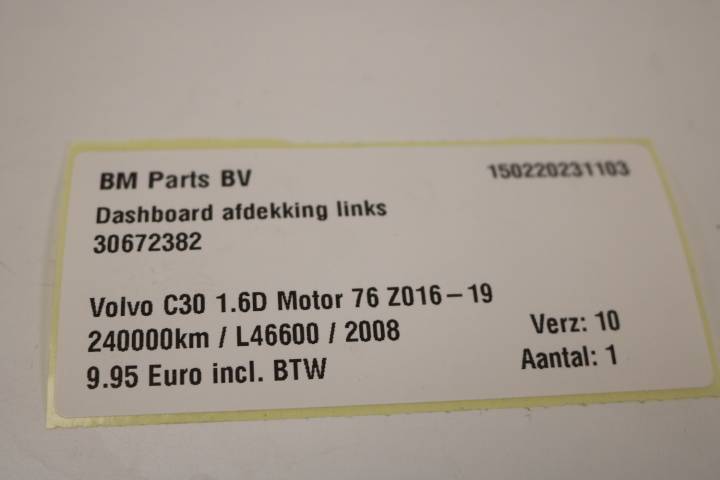 BM Parts BV 150220231103
Dashboard afdekking links
30672382
Volvo C30 1.6D Motor 76 Z016-19
240000km / L46600 / 2008 Verz: 10
9.95 Euro incl. BTW Aantal: 1